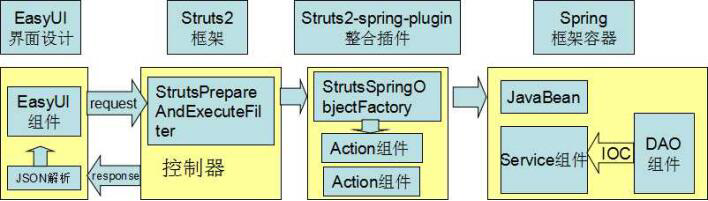 EasyUI
界面设计
Struts2
框架
Struts2-spring-plugin
整合插件
Spring
框架容器
EasyUI
组件
JSON解析
request
response
StrutsPrepare
AndExecuteFil
ter
控制器
StrutsSpringO
bjectFactory
Action组件
Action组件
JavaBean
Service组件
IOC
DAO
组件